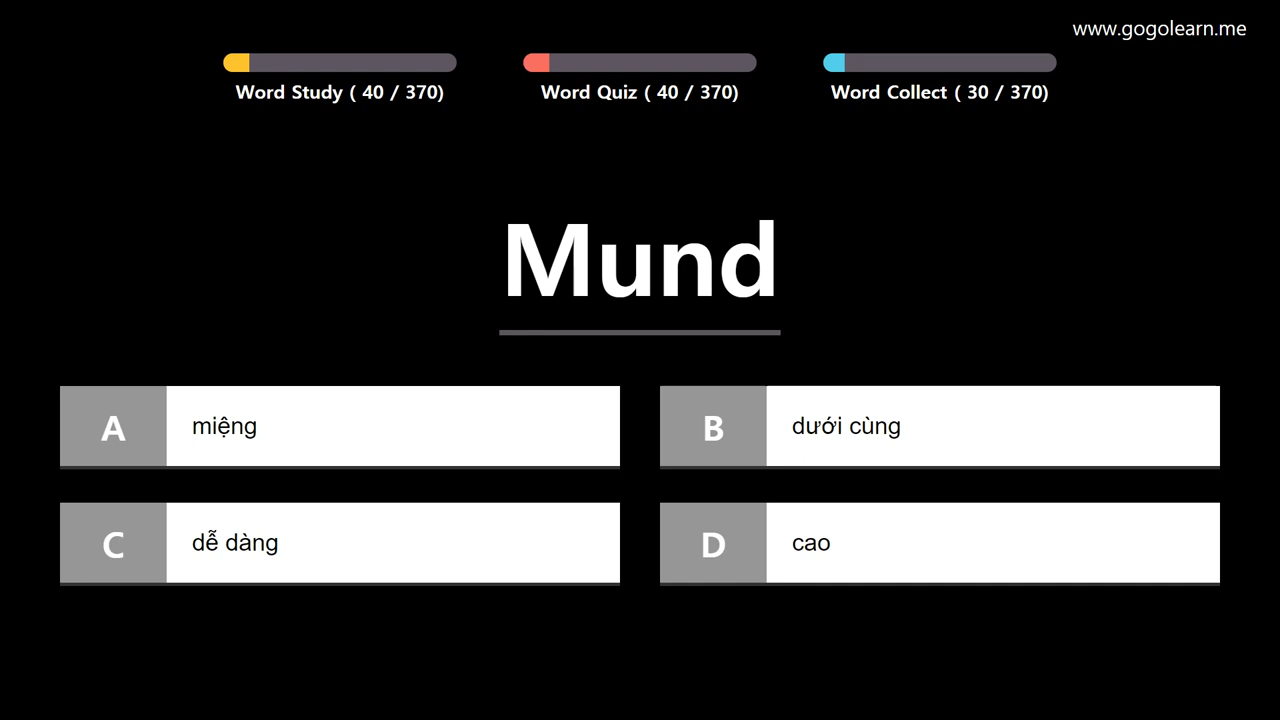 www.gogolearn.me
Word Study ( 40 / 370)
Word Quiz ( 40 / 370)
Word Collect ( 30 / 370)
Mund
A miệng
B dưới cùng
C dễ dàng
D cao